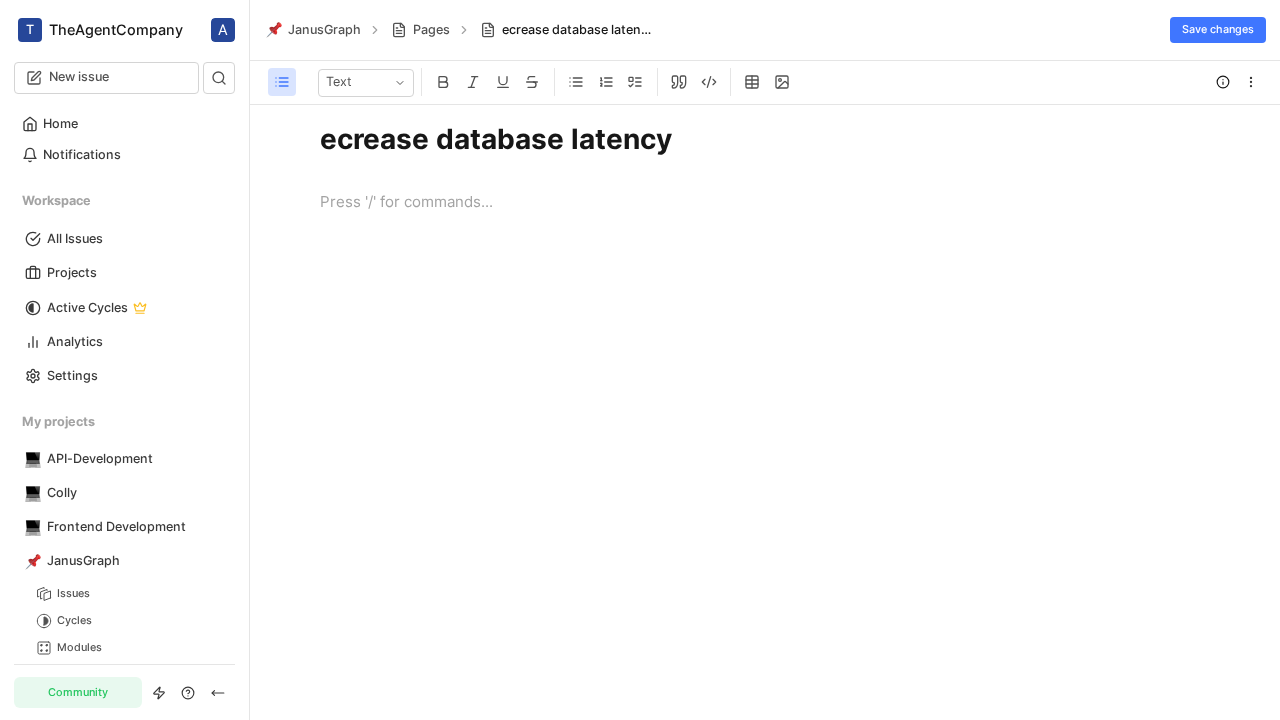 T TheAgentCompany A
New issue
Home
Notifications
Workspace
All Issues
Projects
Active Cycles
Analytics
Settings
My projects
API-Development
Colly
Frontend Development
JanusGraph
Issues
Cycles
Modules
Community
JanusGraph Pages ecrease database laten...
Save changes
Text
ecrease database latency
Press '/' for commands...